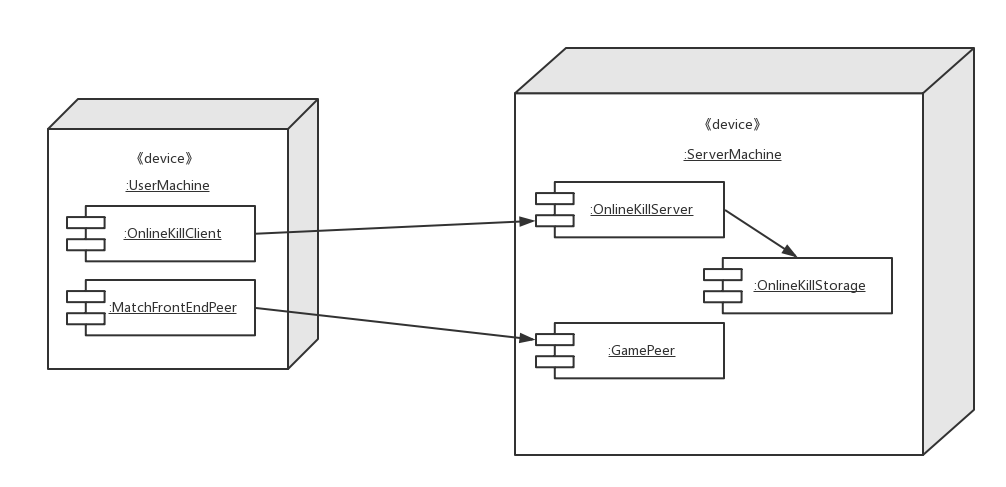 《device》
:UserMachine
:OnlineKillClient
:MatchFrontEndPeer
《device》
:ServerMachine
:OnlineKillServer
:OnlineKillStorage
:GamePeer